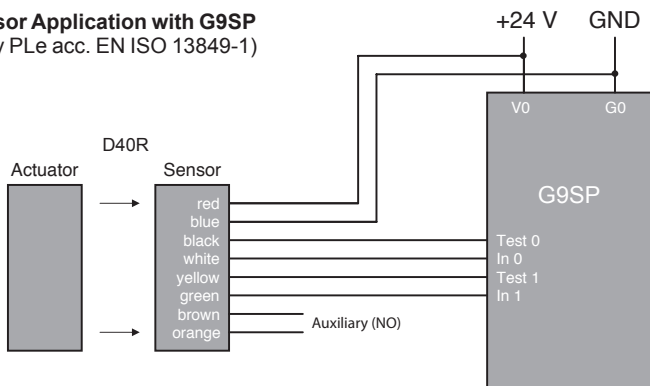 sor Application with G9SP
PLe acc. EN ISO 13849-1)
+24 V GND
V0 G0
D40R
Actuator Sensor
G9SP
red
blue
black
white
yellow
green
brown
orange
Test 0
In 0
Test 1
In 1
Auxiliary (NO)